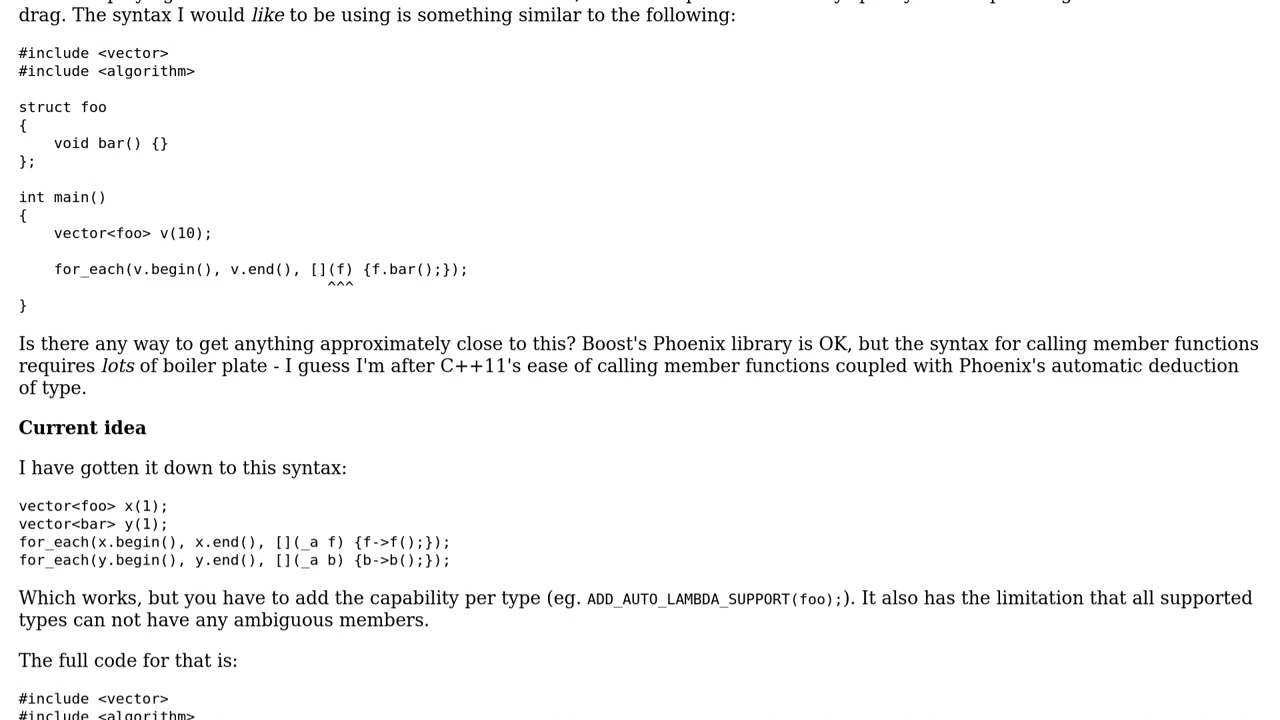 drag. The syntax I would like to be using is something similar to the following:
#include <vector>
#include <algorithm>
struct foo
{
    void bar() {}
};
int main()
{
    vector<foo> v(10);
    for_each(v.begin(), v.end(), [](f) {f.bar();});
                                   ^^^
}
Is there any way to get anything approximately close to this? Boost's Phoenix library is OK, but the syntax for calling member functions
requires lots of boiler plate - I guess I'm after C++11's ease of calling member functions coupled with Phoenix's automatic deduction
of type.
Current idea
I have gotten it down to this syntax:
vector<foo> x(1);
vector<bar> y(1);
for_each(x.begin(), x.end(), [](_a f) {f->f();});
for_each(y.begin(), y.end(), [](_a b) {b->b();});
Which works, but you have to add the capability per type (eg. ADD_AUTO_LAMBDA_SUPPORT(foo);). It also has the limitation that all supported
types can not have any ambiguous members.
The full code for that is:
#include <vector>
#include <algorithm>